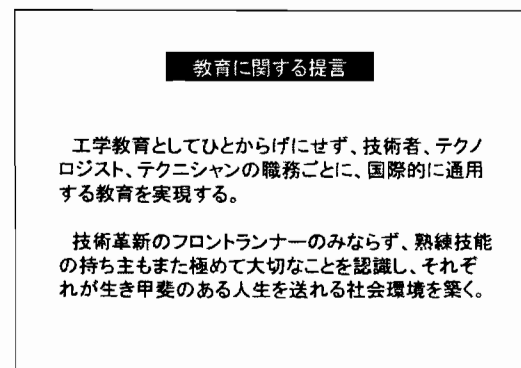 教育に関する提言
工学教育としてひとからげにせず、技術者、テクノ
ロジスト、テクニシャンの職務ごとに、国際的に通用
する教育を実現する。
技術革新のフロントランナーのみならず、熟練技能
の持ち主もまた極めて大切なことを認識し、それぞ
れが生き甲斐のある人生を送れる社会環境を築く。